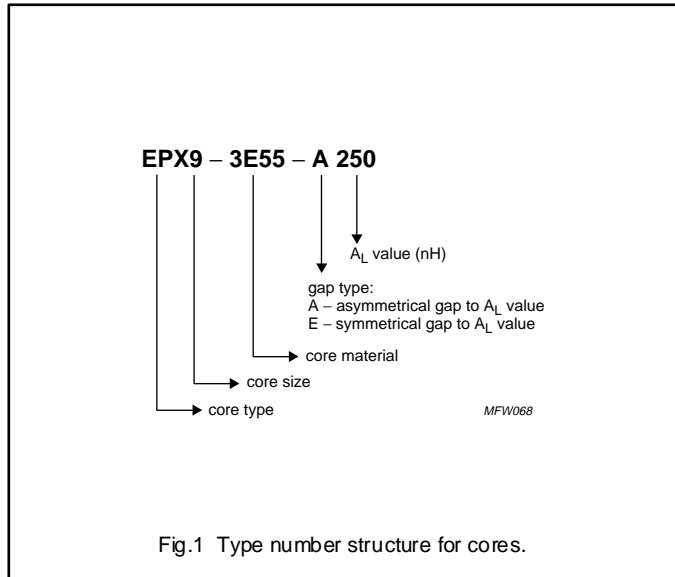 EPX9 – 3E55 – A 250
AL value (nH)
gap type:
A – asymmetrical gap to AL value
E – symmetrical gap to AL value
core material
core size
core type
MFW068
Fig.1 Type number structure for cores.